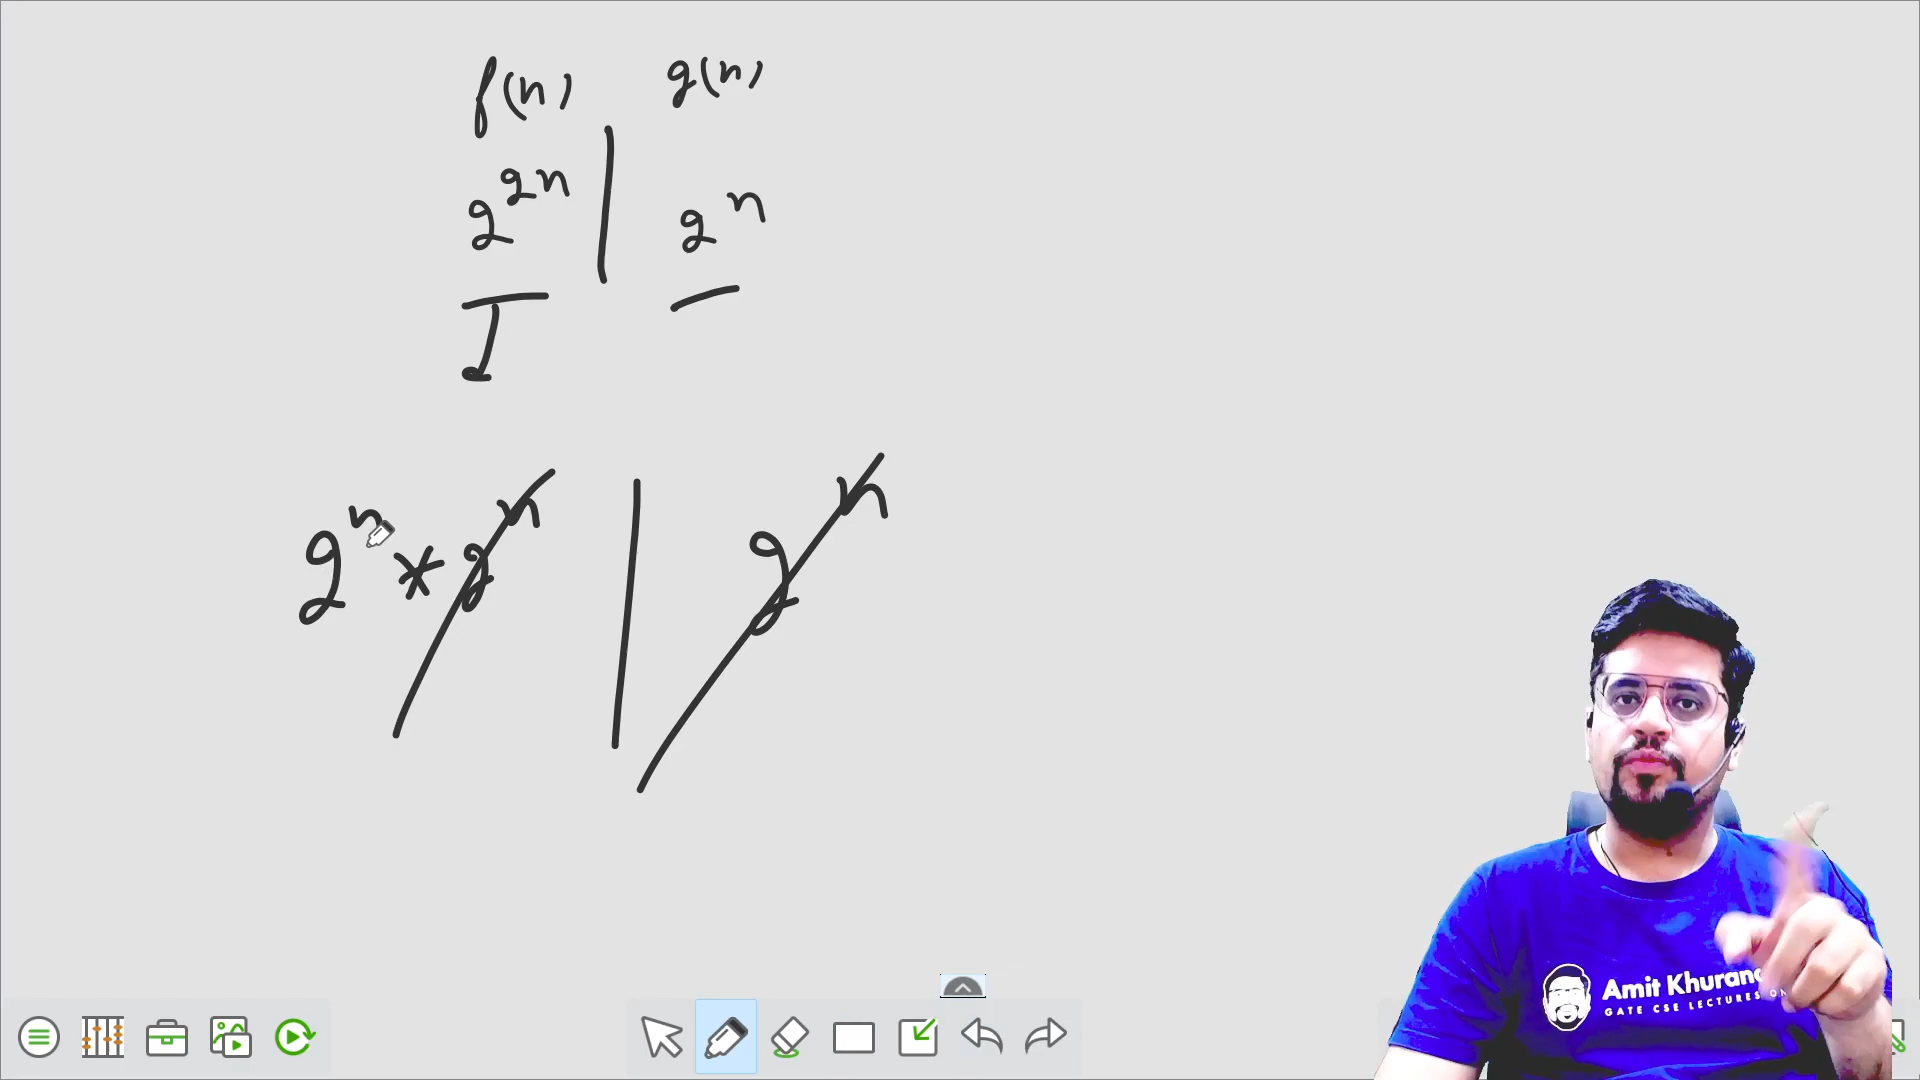 f(n) g(n)
2^2n | 2^n
2^n * 2^n | 2^n
Amit Khurana
GATE CSE LECTURES